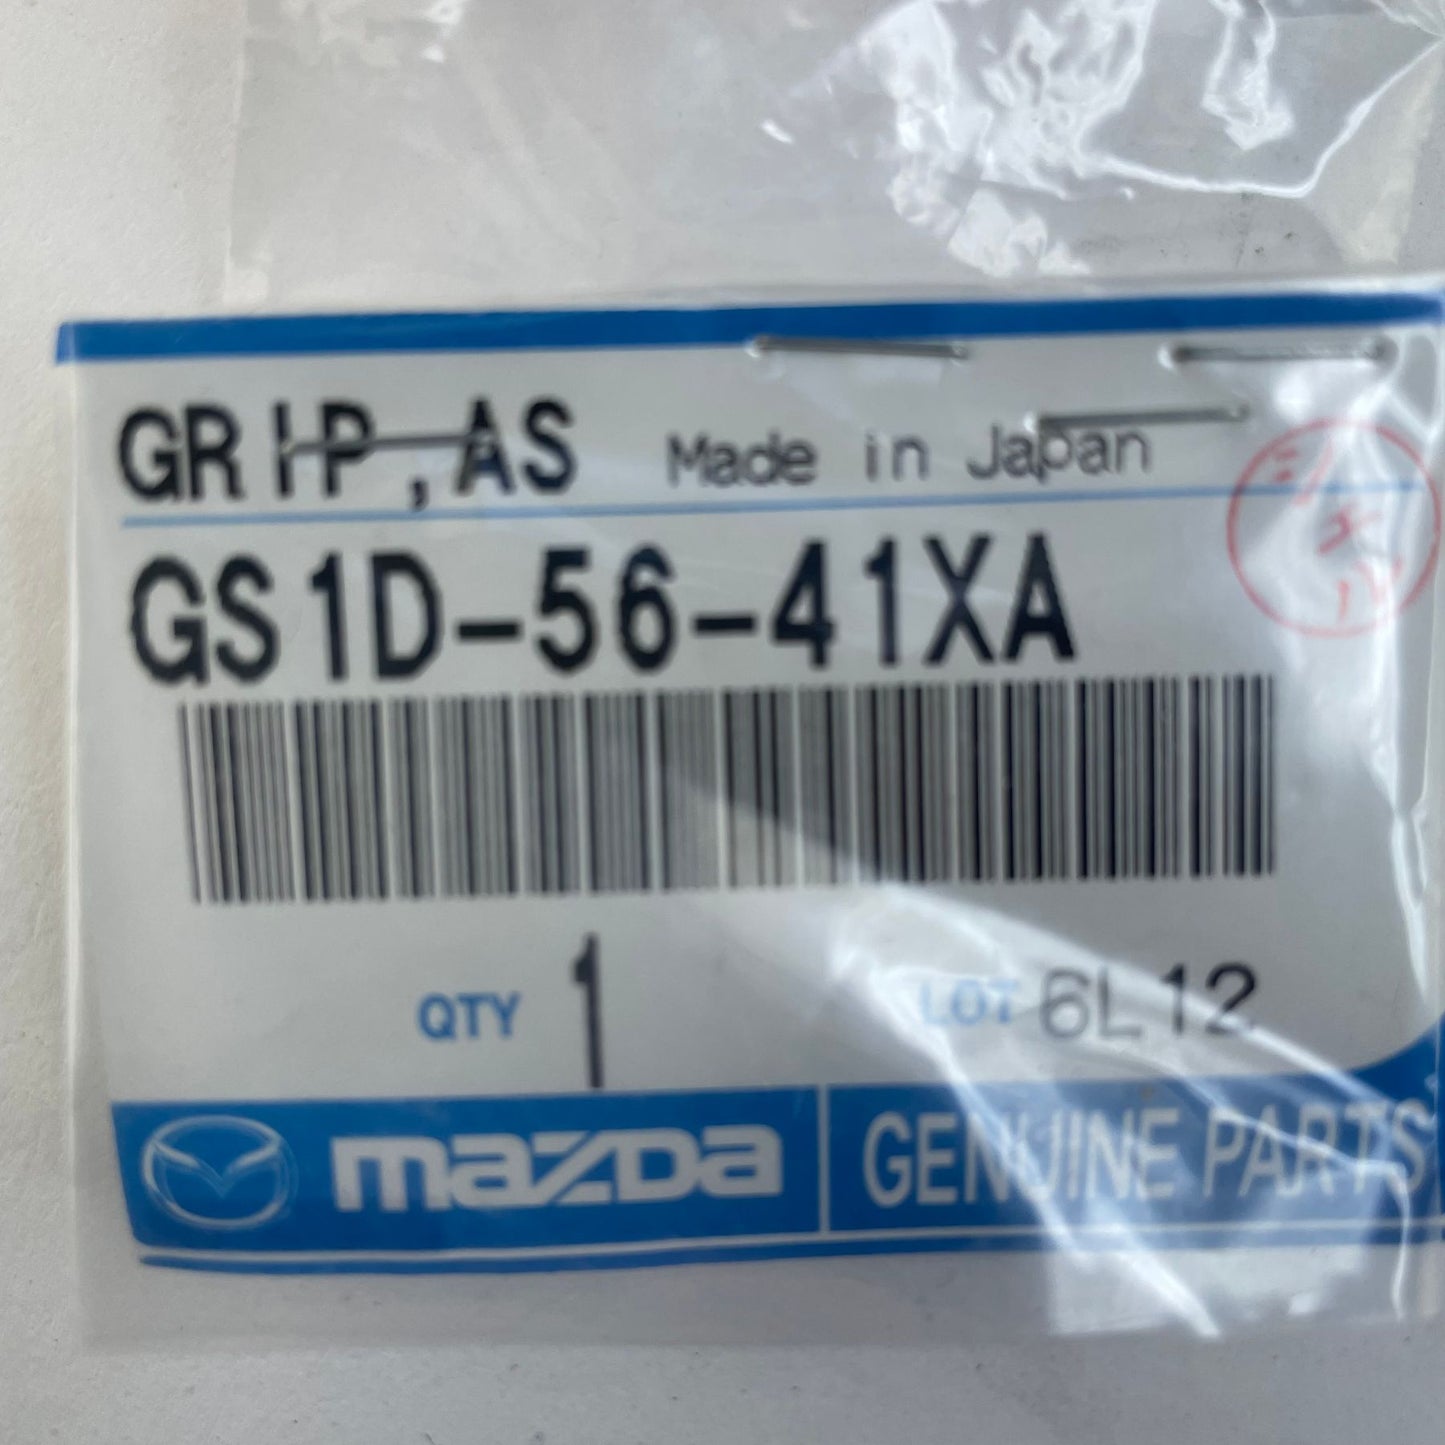 GRIP,AS Made in Japan
GS1D-56-41XA
QTY 1 LOT 6L12
mazda GENUINE PARTS